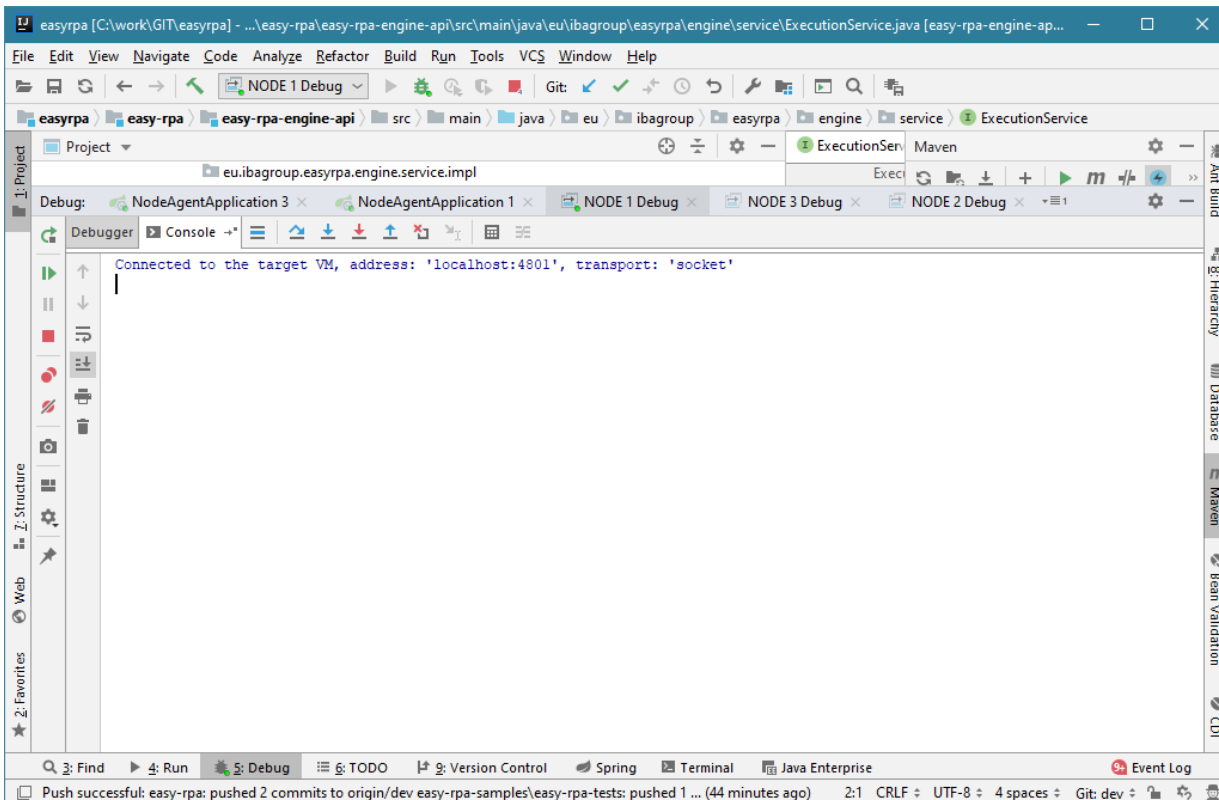 easyrpa [C:\work\GIT\easyrpa] - ...\easy-rpa\easy-rpa-engine-api\src\main\java\eu\ibagroup\easyrpa\engine\service\ExecutionService.java [easy-rpa-engine-ap...
File Edit View Navigate Code Analyze Refactor Build Run Tools VCS Window Help
NODE 1 Debug Git:
easyrpa easy-rpa easy-rpa-engine-api src main java eu ibagroup easyrpa engine service ExecutionService
1: Project
Project
ExecutionServ
Maven
eu.ibagroup.easyrpa.engine.service.impl
Execu
Debug: NodeAgentApplication 3 NodeAgentApplication 1 NODE 1 Debug NODE 3 Debug NODE 2 Debug
Debugger Console
Connected to the target VM, address: 'localhost:4801', transport: 'socket'
Ant Build
8: Hierarchy
Database
Maven
Bean Validation
CDI
7: Structure
Web
2: Favorites
3: Find 4: Run 5: Debug 6: TODO 9: Version Control Spring Terminal Java Enterprise 9+ Event Log
Push successful: easy-rpa: pushed 2 commits to origin/dev easy-rpa-samples\easy-rpa-tests: pushed 1 ... (44 minutes ago) 2:1 CRLF UTF-8 4 spaces Git: dev